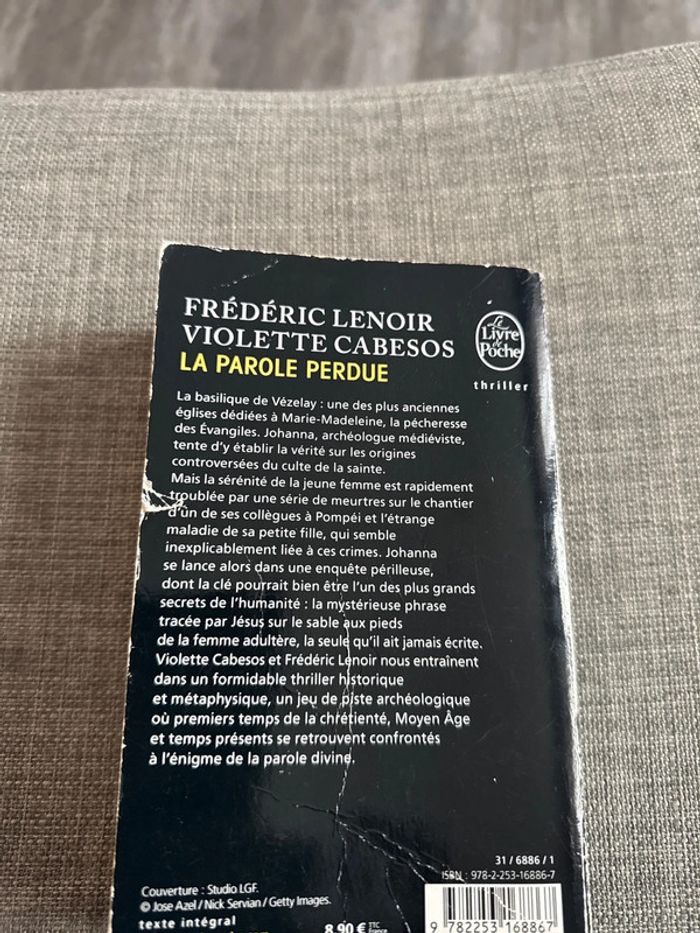 FRÉDÉRIC LENOIR
VIOLETTE CABESOS
LA PAROLE PERDUE
Le
Livre
de
Poche
thriller
La basilique de Vézelay : une des plus anciennes
églises dédiées à Marie-Madeleine, la pécheresse
des Évangiles. Johanna, archéologue médiéviste,
tente d'y établir la vérité sur les origines
controversées du culte de la sainte.
Mais la sérénité de la jeune femme est rapidement
troublée par une série de meurtres sur le chantier
d'un de ses collègues à Pompéi et l'étrange
maladie de sa petite fille, qui semble
inexplicablement liée à ces crimes. Johanna
se lance alors dans une enquête périlleuse,
dont la clé pourrait bien être l'un des plus grands
secrets de l'humanité : la mystérieuse phrase
tracée par Jésus sur le sable aux pieds
de la femme adultère, la seule qu'il ait jamais écrite.
Violette Cabesos et Frédéric Lenoir nous entraînent
dans un formidable thriller historique
et métaphysique, un jeu de piste archéologique
où premiers temps de la chrétienté, Moyen Âge
et temps présents se retrouvent confrontés
à l'énigme de la parole divine.
31 / 6886 / 1
ISBN : 978-2-253-16886-7
Couverture : Studio LGF.
© Jose Azel / Nick Servian / Getty Images.
texte intégral
8,90 € TTC
France
9 782253 168867